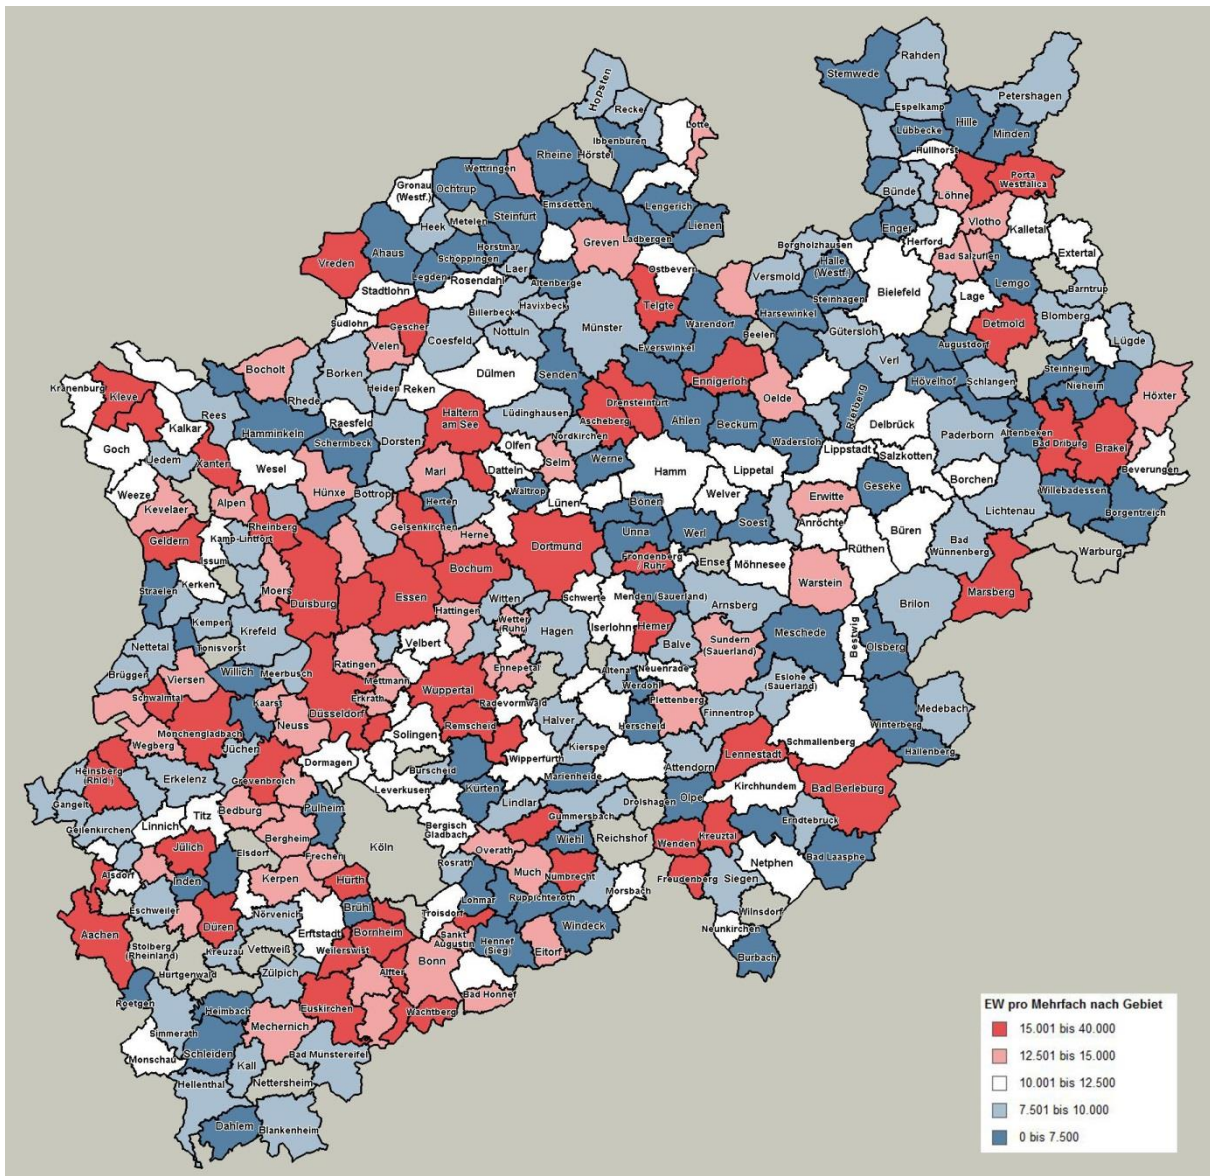 Rahden
Stemwede
Hopsten
Recke
Espelkamp
Petershagen
Lübbecke
Hille
Minden
Lotte
Ibbenbüren
Hüllhorst
Rheine
Hörstel
Wettringen
Porta
Westfalica
Gronau
(Westf.)
Ochtrup
Bünde
Löhne
Emsdetten
Lengerich
Steinfurt
Metelen
Heek
Lienen
Vlotho
Kalletal
Enger
Herford
Greven
Ladbergen
Ahaus
Horstmar
Schöppingen
Borgholzhausen
Bad Salzuflen
Extertal
Vreden
Laer
Ostbevern
Versmold
Halle
(Westf.)
Legden
Rosendahl
Altenberge
Bielefeld
Lemgo
Barntrup
Stadtlohn
Havixbeck
Telgte
Steinhagen
Lage
Blomberg
Billerbeck
Harsewinkel
Südlohn
Gescher
Nottuln
Münster
Warendorf
Detmold
Coesfeld
Beelen
Gütersloh
Lügde
Velen
Everswinkel
Augustdorf
Verl
Bocholt
Borken
Steinheim
Dülmen
Senden
Ennigerloh
Schlangen
Nieheim
Kranenburg
Kleve
Heiden
Reken
Hövelhof
Höxter
Rhede
Oelde
Rietberg
Drensteinfurt
Rees
Raesfeld
Haltern
am See
Lüdinghausen
Ascheberg
Ahlen
Beckum
Delbrück
Kalkar
Hamminkeln
Schermbeck
Dorsten
Nordkirchen
Wadersloh
Paderborn
Altenbeken
Bad Driburg
Brakel
Goch
Uedem
Olfen
Lippstadt
Salzkotten
Xanten
Wesel
Marl
Datteln
Selm
Werne
Hamm
Lippetal
Beverungen
Weeze
Hünxe
Waltrop
Borchen
Willebadessen
Kevelaer
Alpen
Bottrop
Herten
Lünen
Bönen
Welver
Erwitte
Geseke
Borgentreich
Rheinberg
Gelsenkirchen
Lichtenau
Geldern
Kamp-Lintfort
Herne
Unna
Werl
Soest
Anröchte
Büren
Dortmund
Bad
Wünnenberg
Warburg
Issum
Rüthen
Bochum
Fröndenberg
/ Ruhr
Ense
Möhnesee
Kerken
Moers
Duisburg
Essen
Warstein
Straelen
Schwerte
Menden (Sauerland)
Marsberg
Witten
Arnsberg
Brilon
Hattingen
Kempen
Krefeld
Wetter
(Ruhr)
Hagen
Iserlohn
Hemer
Velbert
Balve
Sundern
(Sauerland)
Meschede
Nettetal
Tönisvorst
Bestwig
Olsberg
Ratingen
Ennepetal
Willich
Meerbusch
Altena
Neuenrade
Brüggen
Viersen
Mettmann
Werdohl
Eslohe
(Sauerland)
Wuppertal
Schwalmtal
Erkrath
Kaarst
Radevormwald
Plettenberg
Medebach
Neuss
Düsseldorf
Finnentrop
Mönchengladbach
Remscheid
Halver
Herscheid
Winterberg
Wegberg
Solingen
Jüchen
Kierspe
Schmallenberg
Hallenberg
Dormagen
Wipperfürth
Lennestadt
Heinsberg
(Rhld.)
Attendorn
Burscheid
Marienheide
Erkelenz
Grevenbroich
Kürten
Kirchhundem
Bad Berleburg
Leverkusen
Gangelt
Lindlar
Drolshagen
Olpe
Bedburg
Pulheim
Gummersbach
Titz
Erndtebrück
Geilenkirchen
Linnich
Bergisch
Gladbach
Bergheim
Wiehl
Reichshof
Wenden
Kreuztal
Jülich
Elsdorf
Köln
Overath
Bad Laasphe
Frechen
Rösrath
Netphen
Alsdorf
Much
Nümbrecht
Freudenberg
Inden
Kerpen
Hürth
Siegen
Morsbach
Lohmar
Ruppichteroth
Eschweiler
Nörvenich
Brühl
Troisdorf
Wilnsdorf
Düren
Erftstadt
Windeck
Neunkirchen
Aachen
Bornheim
Sankt
Augustin
Hennef
(Sieg)
Stolberg
(Rheinland)
Kreuzau
Vettweiß
Weilerswist
Eitorf
Burbach
Bonn
Hürtgenwald
Zülpich
Alfter
Roetgen
Bad Honnef
Heimbach
Euskirchen
Wachtberg
Simmerath
Mechernich
Monschau
Schleiden
Bad Münstereifel
Kall
Hellenthal
Nettersheim
Dahlem
Blankenheim
EW pro Mehrfach nach Gebiet
15.001 bis 40.000
12.501 bis 15.000
10.001 bis 12.500
7.501 bis 10.000
0 bis 7.500